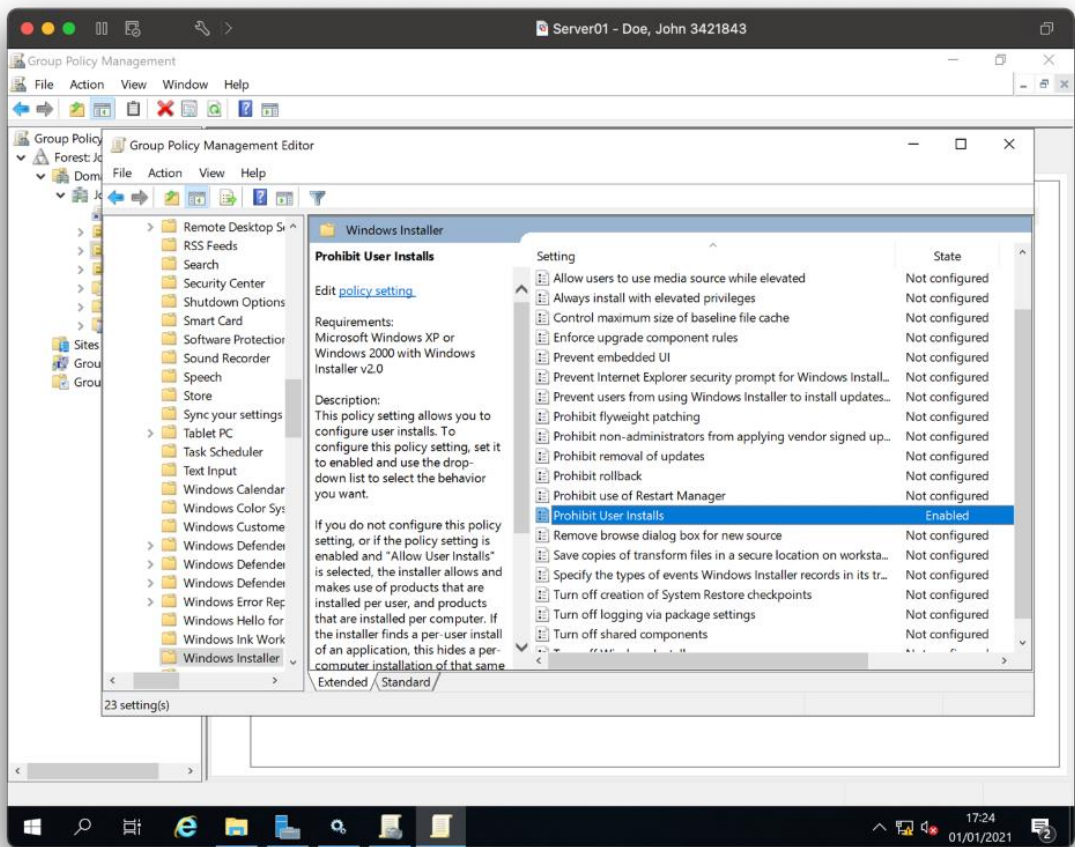 Server01 - Doe, John 3421843
Group Policy Management
File Action View Window Help
Group Policy
Forest: Jo
Dom
Sites
Grou
Grou
Group Policy Management Editor
File Action View Help
Remote Desktop Se
RSS Feeds
Search
Security Center
Shutdown Options
Smart Card
Software Protection
Sound Recorder
Speech
Store
Sync your settings
Tablet PC
Task Scheduler
Text Input
Windows Calendar
Windows Color Sys
Windows Custome
Windows Defender
Windows Defender
Windows Defender
Windows Error Rep
Windows Hello for
Windows Ink Work
Windows Installer
Windows Installer
Prohibit User Installs
Edit policy setting
Requirements:
Microsoft Windows XP or
Windows 2000 with Windows
Installer v2.0
Description:
This policy setting allows you to
configure user installs. To
configure this policy setting, set it
to enabled and use the drop-
down list to select the behavior
you want.
If you do not configure this policy
setting, or if the policy setting is
enabled and "Allow User Installs"
is selected, the installer allows and
makes use of products that are
installed per user, and products
that are installed per computer. If
the installer finds a per-user install
of an application, this hides a per-
computer installation of that same
Setting State
Allow users to use media source while elevated Not configured
Always install with elevated privileges Not configured
Control maximum size of baseline file cache Not configured
Enforce upgrade component rules Not configured
Prevent embedded UI Not configured
Prevent Internet Explorer security prompt for Windows Install... Not configured
Prevent users from using Windows Installer to install updates... Not configured
Prohibit flyweight patching Not configured
Prohibit non-administrators from applying vendor signed up... Not configured
Prohibit removal of updates Not configured
Prohibit rollback Not configured
Prohibit use of Restart Manager Not configured
Prohibit User Installs Enabled
Remove browse dialog box for new source Not configured
Save copies of transform files in a secure location on worksta... Not configured
Specify the types of events Windows Installer records in its tr... Not configured
Turn off creation of System Restore checkpoints Not configured
Turn off logging via package settings Not configured
Turn off shared components Not configured
Extended Standard
23 setting(s)
17:24
01/01/2021
2